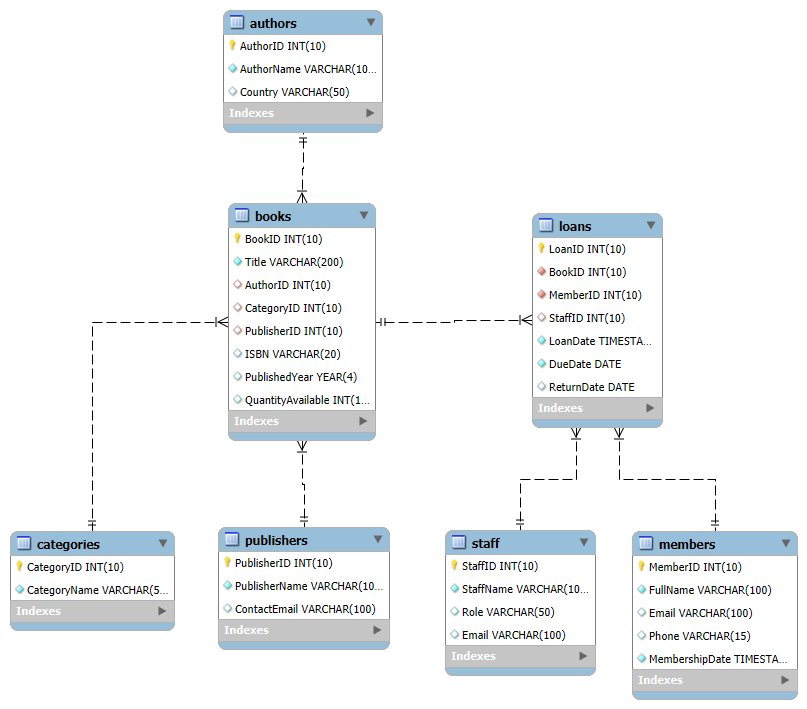 authors
AuthorID INT(10)
AuthorName VARCHAR(10...
Country VARCHAR(50)
Indexes
books
BookID INT(10)
Title VARCHAR(200)
AuthorID INT(10)
CategoryID INT(10)
PublisherID INT(10)
ISBN VARCHAR(20)
PublishedYear YEAR(4)
QuantityAvailable INT(1...
Indexes
loans
LoanID INT(10)
BookID INT(10)
MemberID INT(10)
StaffID INT(10)
LoanDate TIMESTA...
DueDate DATE
ReturnDate DATE
Indexes
categories
CategoryID INT(10)
CategoryName VARCHAR(5...
Indexes
publishers
PublisherID INT(10)
PublisherName VARCHAR(10...
ContactEmail VARCHAR(100)
Indexes
staff
StaffID INT(10)
StaffName VARCHAR(10...
Role VARCHAR(50)
Email VARCHAR(100)
Indexes
members
MemberID INT(10)
FullName VARCHAR(100)
Email VARCHAR(100)
Phone VARCHAR(15)
MembershipDate TIMESTA...
Indexes